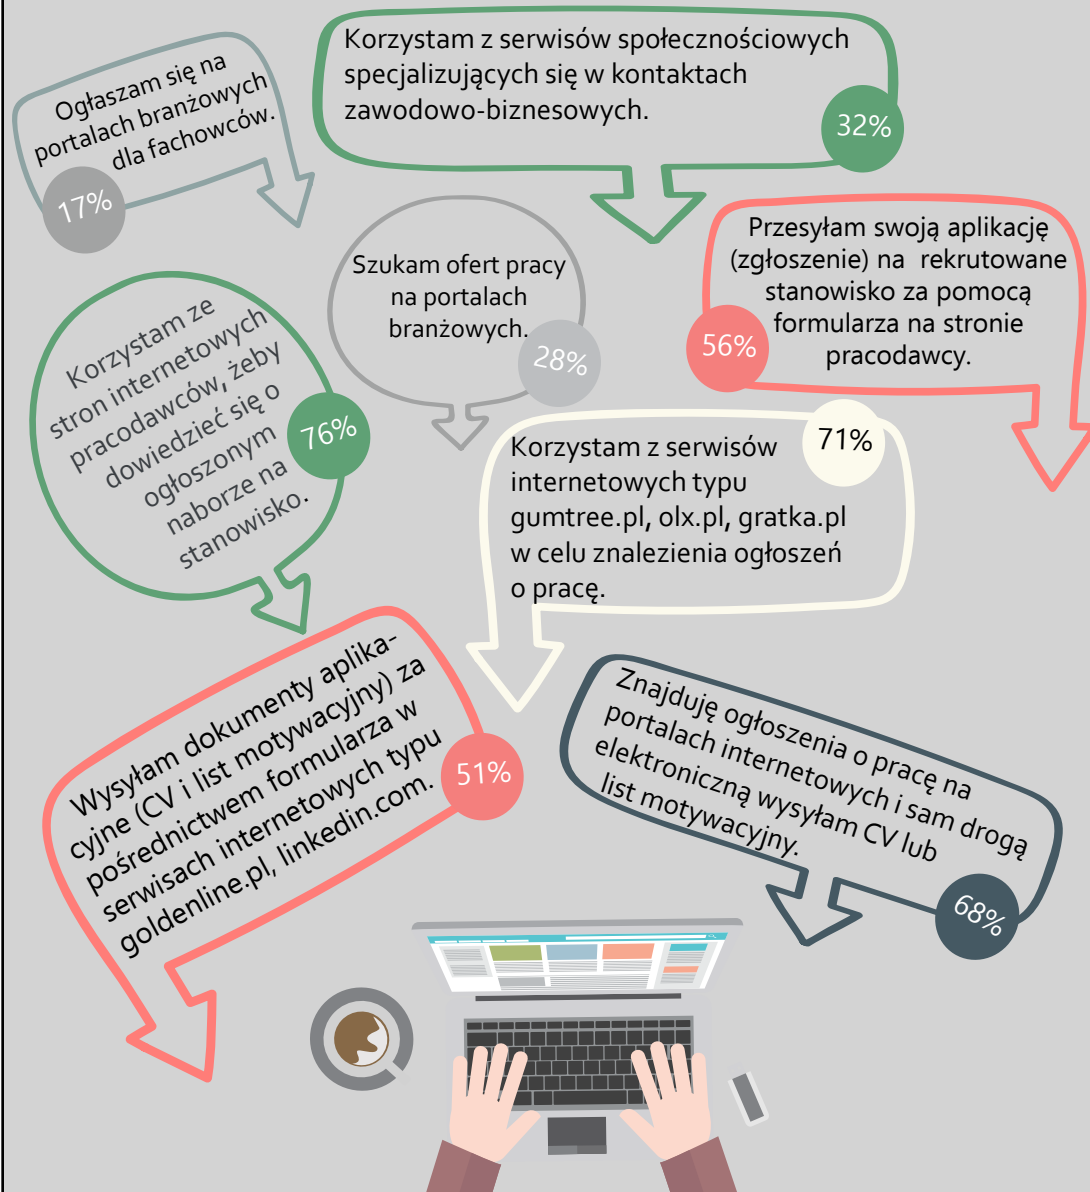 Ogłaszam się na
portalach branżowych
dla fachowców.
17%
Korzystam z serwisów społecznościowych
specjalizujących się w kontaktach
zawodowo-biznesowych.
32%
Szukam ofert pracy
na portalach
branżowych.
28%
Przesyłam swoją aplikację
(zgłoszenie) na rekrutowane
stanowisko za pomocą
formularza na stronie
pracodawcy.
56%
Korzystam ze
stron internetowych
pracodawców, żeby
dowiedzieć się o
ogłoszonym
naborze na
stanowisko.
76%
Korzystam z serwisów
internetowych typu
gumtree.pl, olx.pl, gratka.pl
w celu znalezienia ogłoszeń
o pracę.
71%
Wysyłam dokumenty aplika-
cyjne (CV i list motywacyjny) za
pośrednictwem formularza w
serwisach internetowych typu
goldenline.pl, linkedin.com.
51%
Znajduję ogłoszenia o pracę na
portalach internetowych i sam drogą
elektroniczną wysyłam CV lub
list motywacyjny.
68%